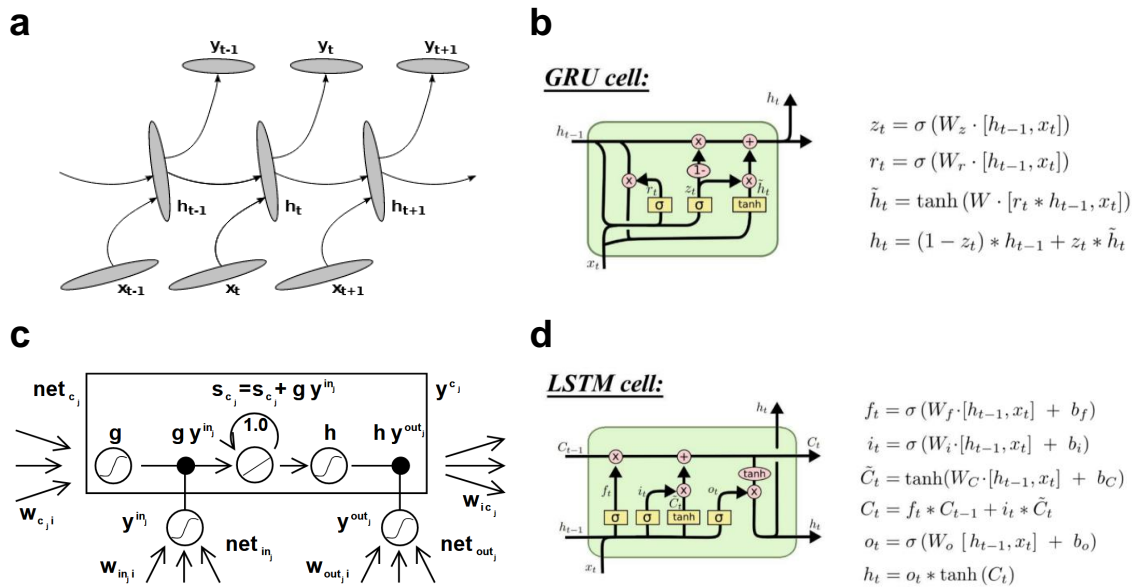 a
y_{t-1} y_t y_{t+1}
h_{t-1} h_t h_{t+1}
x_{t-1} x_t x_{t+1}
b
GRU cell:
h_t
h_{t-1}
x x +
1-
x x
r_t z_t h̃_t
σ σ tanh
x_t
z_t = σ (W_z · [h_{t−1}, x_t])
r_t = σ (W_r · [h_{t−1}, x_t])
h̃_t = tanh (W · [r_t * h_{t−1}, x_t])
h_t = (1 − z_t) * h_{t−1} + z_t * h̃_t
c
net_{c_j} s_{c_j} = s_{c_j} + g y^{in_j} y^{c_j}
g g y^{in_j} 1.0 h h y^{out_j}
w_{c_j i} w_{i c_j}
y^{in_j} y^{out_j}
net_{in_j} net_{out_j}
w_{in_j i} w_{out_j i}
d
LSTM cell:
h_t
C_{t-1} x + C_t
tanh
f_t i_t x o_t x
C̃_t
σ σ tanh σ
h_{t-1} h_t
x_t
f_t = σ (W_f·[h_{t−1}, x_t] + b_f)
i_t = σ (W_i·[h_{t−1}, x_t] + b_i)
C̃_t = tanh(W_C·[h_{t−1}, x_t] + b_C)
C_t = f_t * C_{t−1} + i_t * C̃_t
o_t = σ (W_o [h_{t−1}, x_t] + b_o)
h_t = o_t * tanh (C_t)